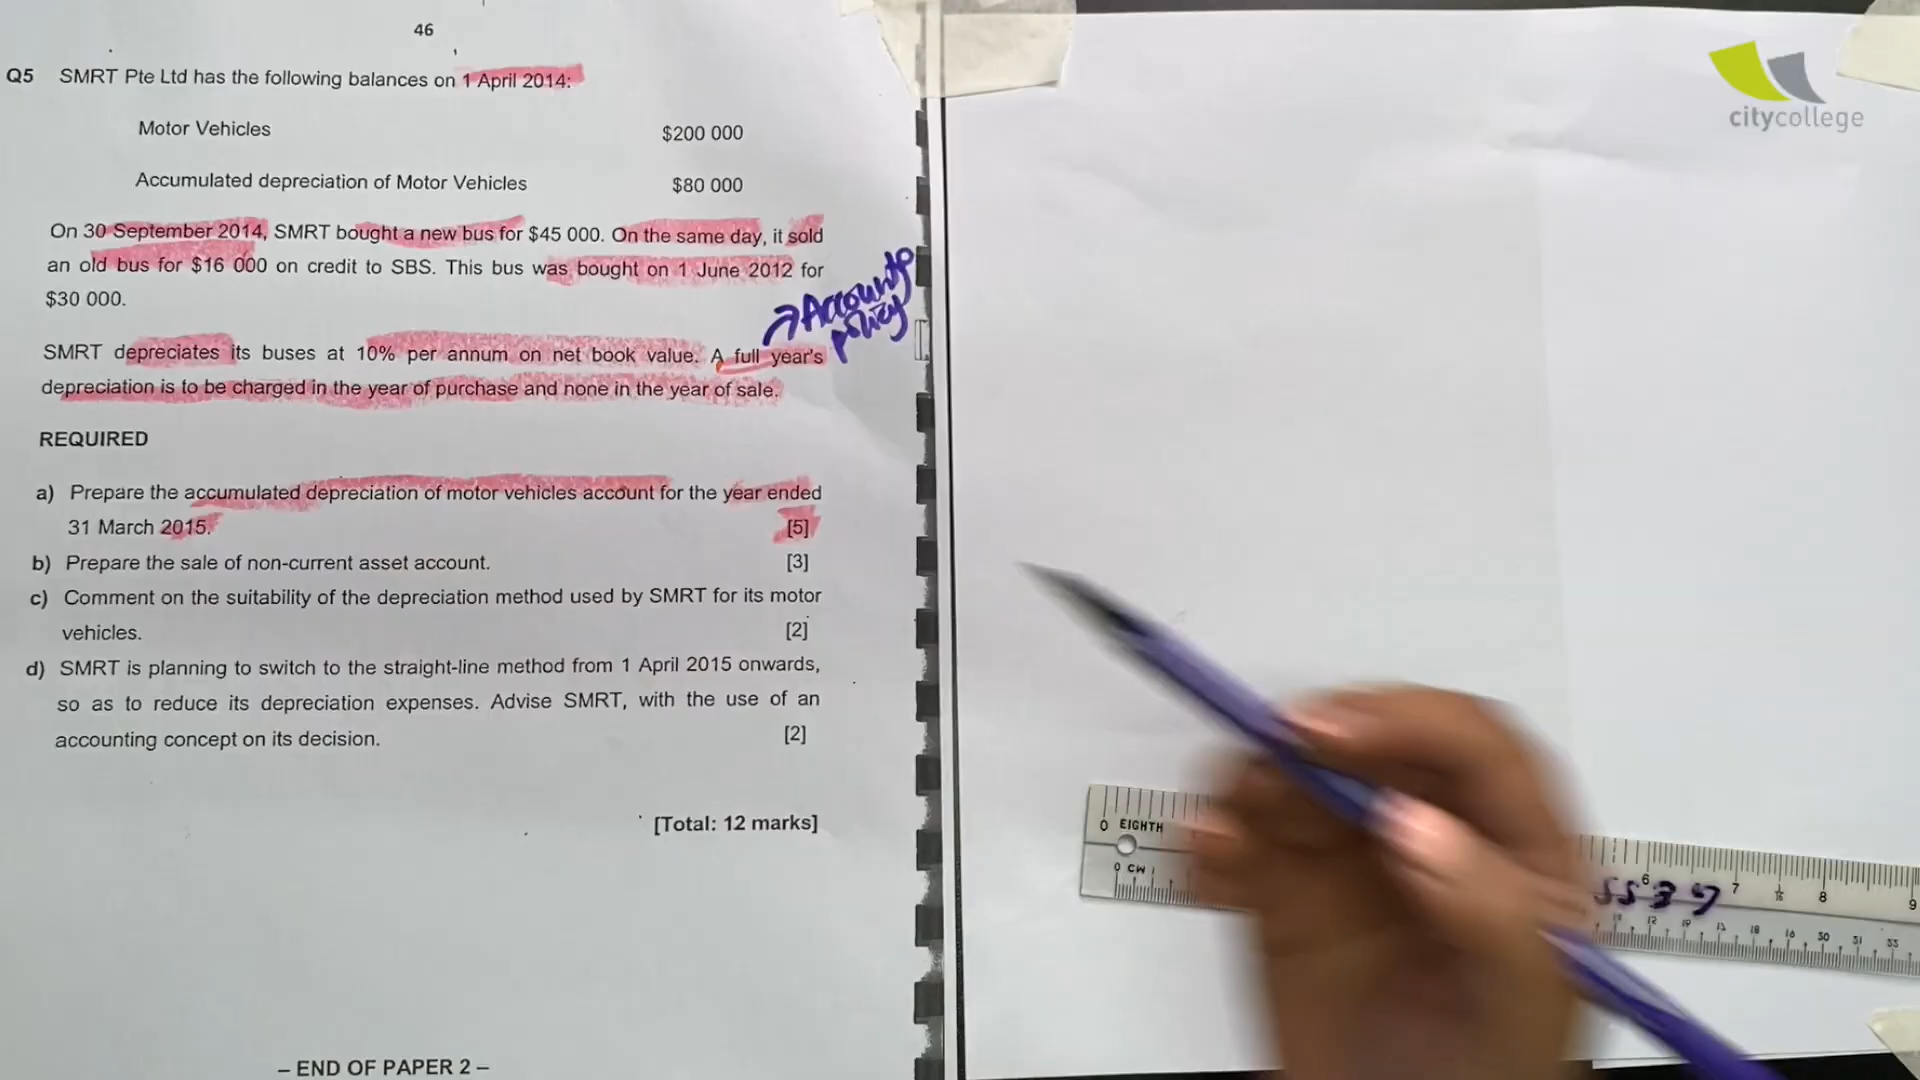 46
Q5 SMRT Pte Ltd has the following balances on 1 April 2014:
Motor Vehicles $200 000
Accumulated depreciation of Motor Vehicles $80 000
On 30 September 2014, SMRT bought a new bus for $45 000. On the same day, it sold
an old bus for $16 000 on credit to SBS. This bus was bought on 1 June 2012 for
$30 000.
Accounts
policy
SMRT depreciates its buses at 10% per annum on net book value. A full year's
depreciation is to be charged in the year of purchase and none in the year of sale.
REQUIRED
a) Prepare the accumulated depreciation of motor vehicles account for the year ended
31 March 2015. [5]
b) Prepare the sale of non-current asset account. [3]
c) Comment on the suitability of the depreciation method used by SMRT for its motor
vehicles. [2]
d) SMRT is planning to switch to the straight-line method from 1 April 2015 onwards,
so as to reduce its depreciation expenses. Advise SMRT, with the use of an
accounting concept on its decision. [2]
[Total: 12 marks]
– END OF PAPER 2 –
citycollege
0 EIGHTH
0 CM 1
6 7 8 9